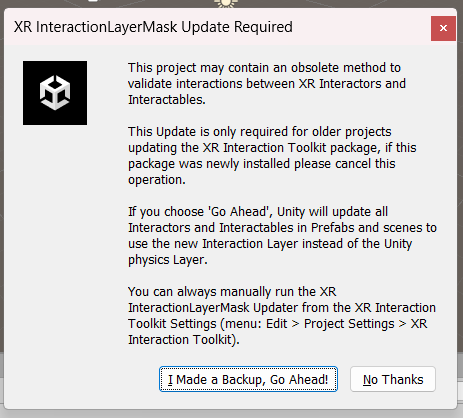 XR InteractionLayerMask Update Required
This project may contain an obsolete method to
validate interactions between XR Interactors and
Interactables.
This Update is only required for older projects
updating the XR Interaction Toolkit package, if this
package was newly installed please cancel this
operation.
If you choose 'Go Ahead', Unity will update all
Interactors and Interactables in Prefabs and scenes to
use the new Interaction Layer instead of the Unity
physics Layer.
You can always manually run the XR
InteractionLayerMask Updater from the XR Interaction
Toolkit Settings (menu: Edit > Project Settings > XR
Interaction Toolkit).
I Made a Backup, Go Ahead!
No Thanks